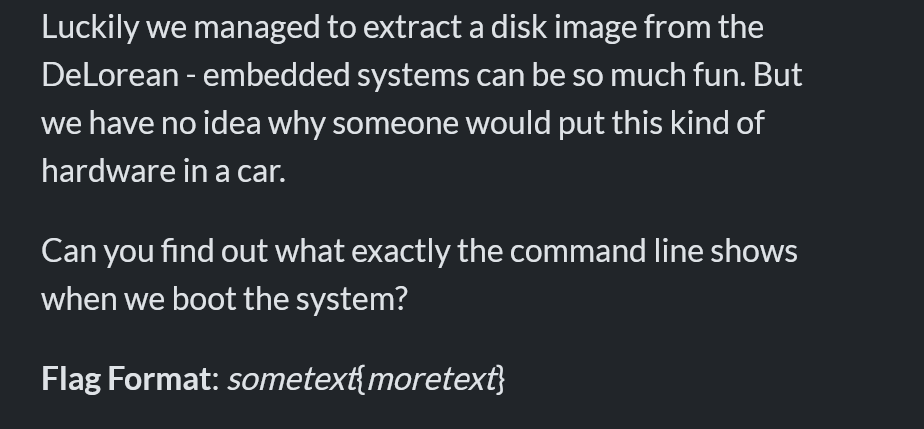 Luckily we managed to extract a disk image from the
DeLorean - embedded systems can be so much fun. But
we have no idea why someone would put this kind of
hardware in a car.
Can you find out what exactly the command line shows
when we boot the system?
Flag Format: sometext{moretext}